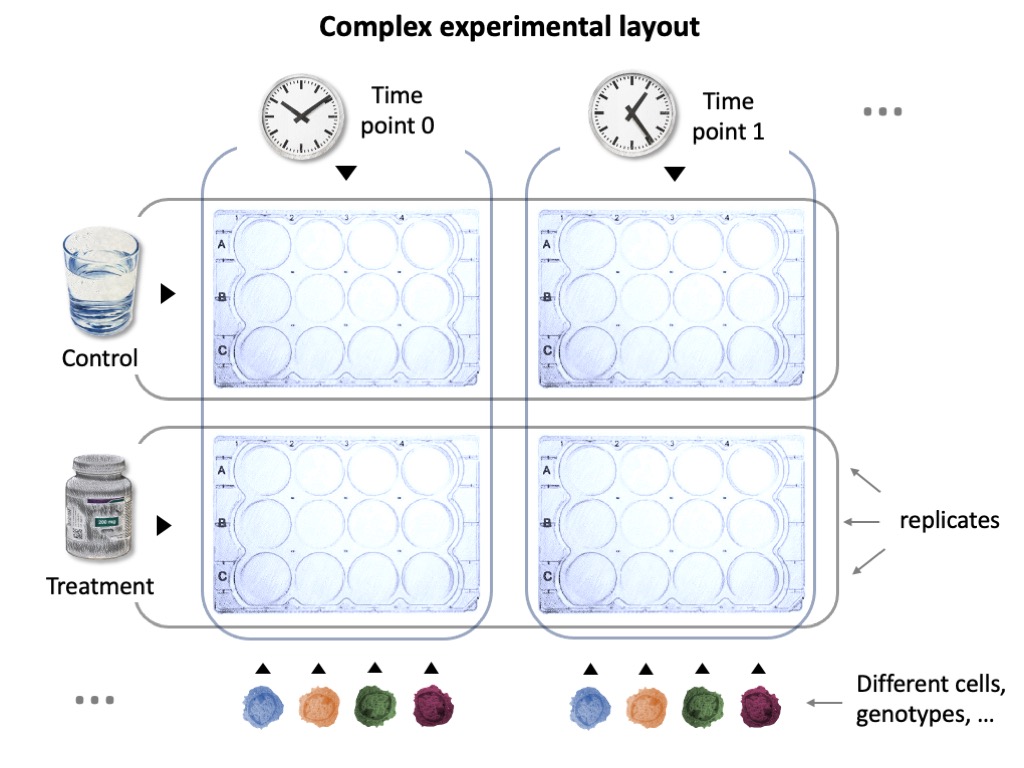 Complex experimental layout
Time
point 0
Time
point 1
...
1 2 3 4
A
B
C
1 2 3 4
A
B
C
Control
1 2 3 4
A
B
C
1 2 3 4
A
B
C
200 mg
Treatment
replicates
...
Different cells,
genotypes, ...